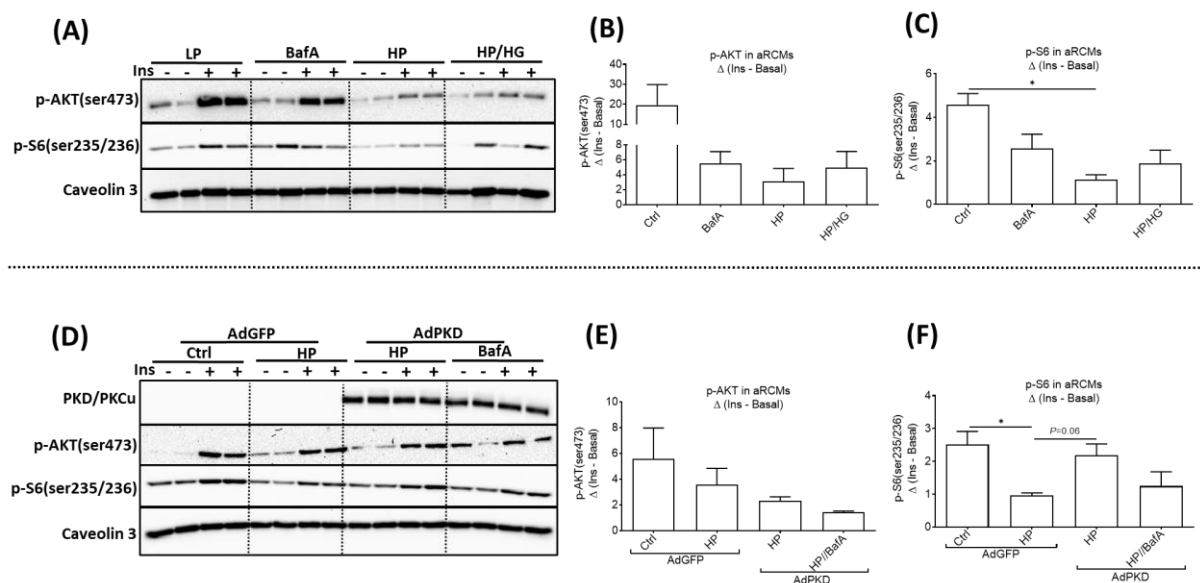 (A)
LP BafA HP HP/HG
Ins - - + + - - + + - - + + - - + +
p-AKT(ser473)
p-S6(ser235/236)
Caveolin 3
(B)
p-AKT in aRCMs
Δ (Ins - Basal)
p-AKT(ser473)
Δ (Ins - Basal)
40
35
30
25
20
15
10
8
6
4
2
0
Ctrl
BafA
HP
HP/HG
(C)
p-S6 in aRCMs
Δ (Ins - Basal)
p-S6(ser235/236)
Δ (Ins - Basal)
6
4
2
0
*
Ctrl
BafA
HP
HP/HG
(D)
AdGFP AdPKD
Ctrl HP HP BafA
Ins - - + + - - + + - - + + - - + +
PKD/PKCu
p-AKT(ser473)
p-S6(ser235/236)
Caveolin 3
(E)
p-AKT in aRCMs
Δ (Ins - Basal)
p-AKT(ser473)
Δ (Ins - Basal)
10
8
6
4
2
0
Ctrl
HP
HP
HP//BafA
AdGFP
AdPKD
(F)
p-S6 in aRCMs
Δ (Ins - Basal)
p-S6(ser235/236)
Δ (Ins - Basal)
4
3
2
1
0
*
P=0.06
Ctrl
HP
HP
HP//BafA
AdGFP
AdPKD